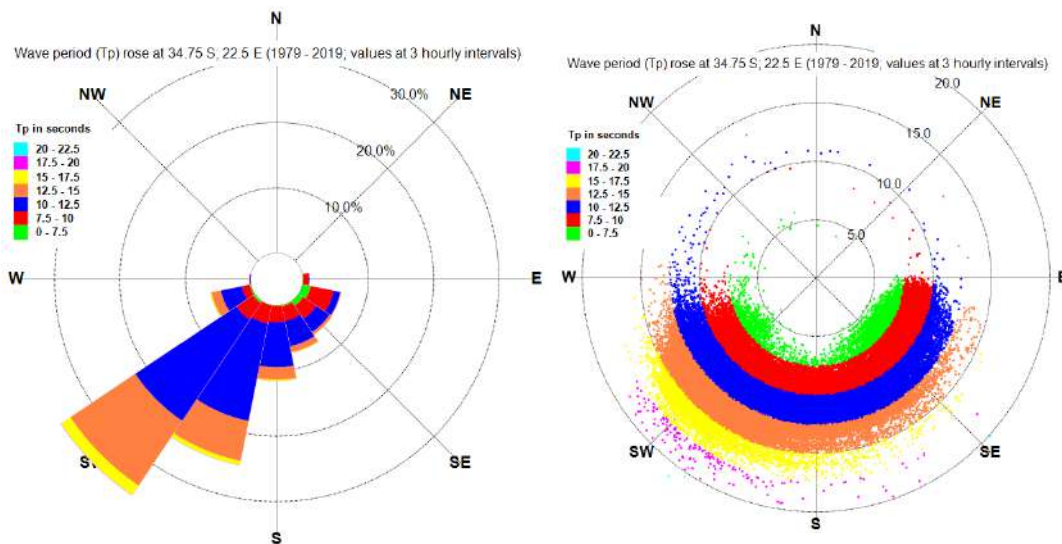 N
Wave period (Tp) rose at 34.75 S; 22.5 E (1979 - 2019; values at 3 hourly intervals)
NW
NE
30.0%
Tp in seconds
20 - 22.5
17.5 - 20
15 - 17.5
12.5 - 15
10 - 12.5
7.5 - 10
0 - 7.5
20.0%
10.0%
W
E
SW
SE
S
N
Wave period (Tp) rose at 34.75 S; 22.5 E (1979 - 2019; values at 3 hourly intervals)
NW
NE
20.0
Tp in seconds
20 - 22.5
17.5 - 20
15 - 17.5
12.5 - 15
10 - 12.5
7.5 - 10
0 - 7.5
15.0
10.0
5.0
W
E
SW
SE
S